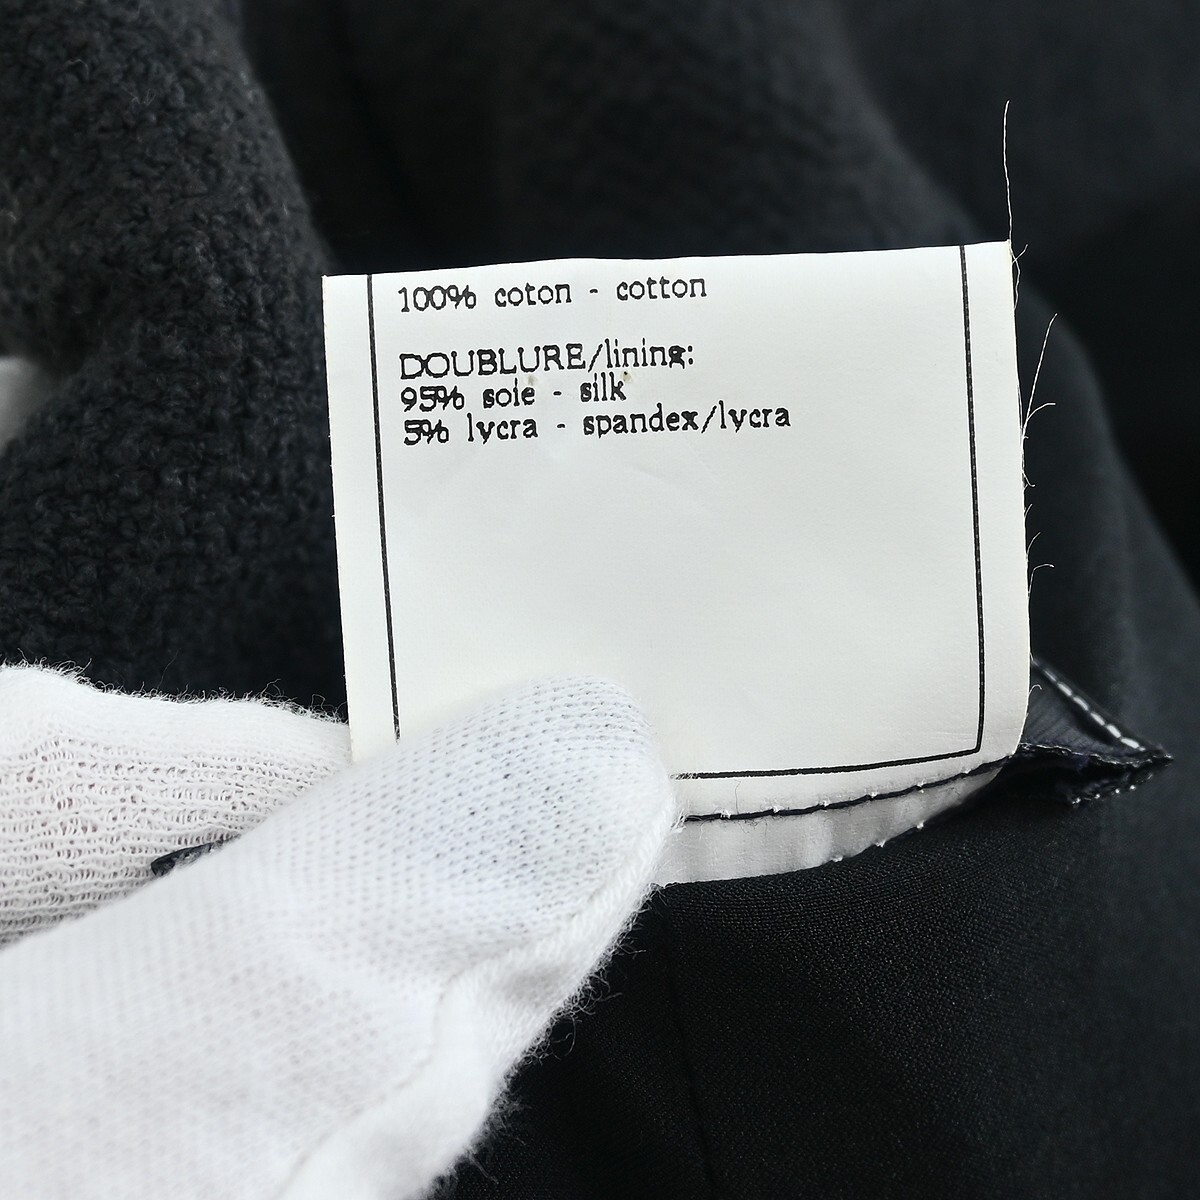 100% coton - cotton
DOUBLURE/lining:
95% soie - silk
5% lycra - spandex/lycra